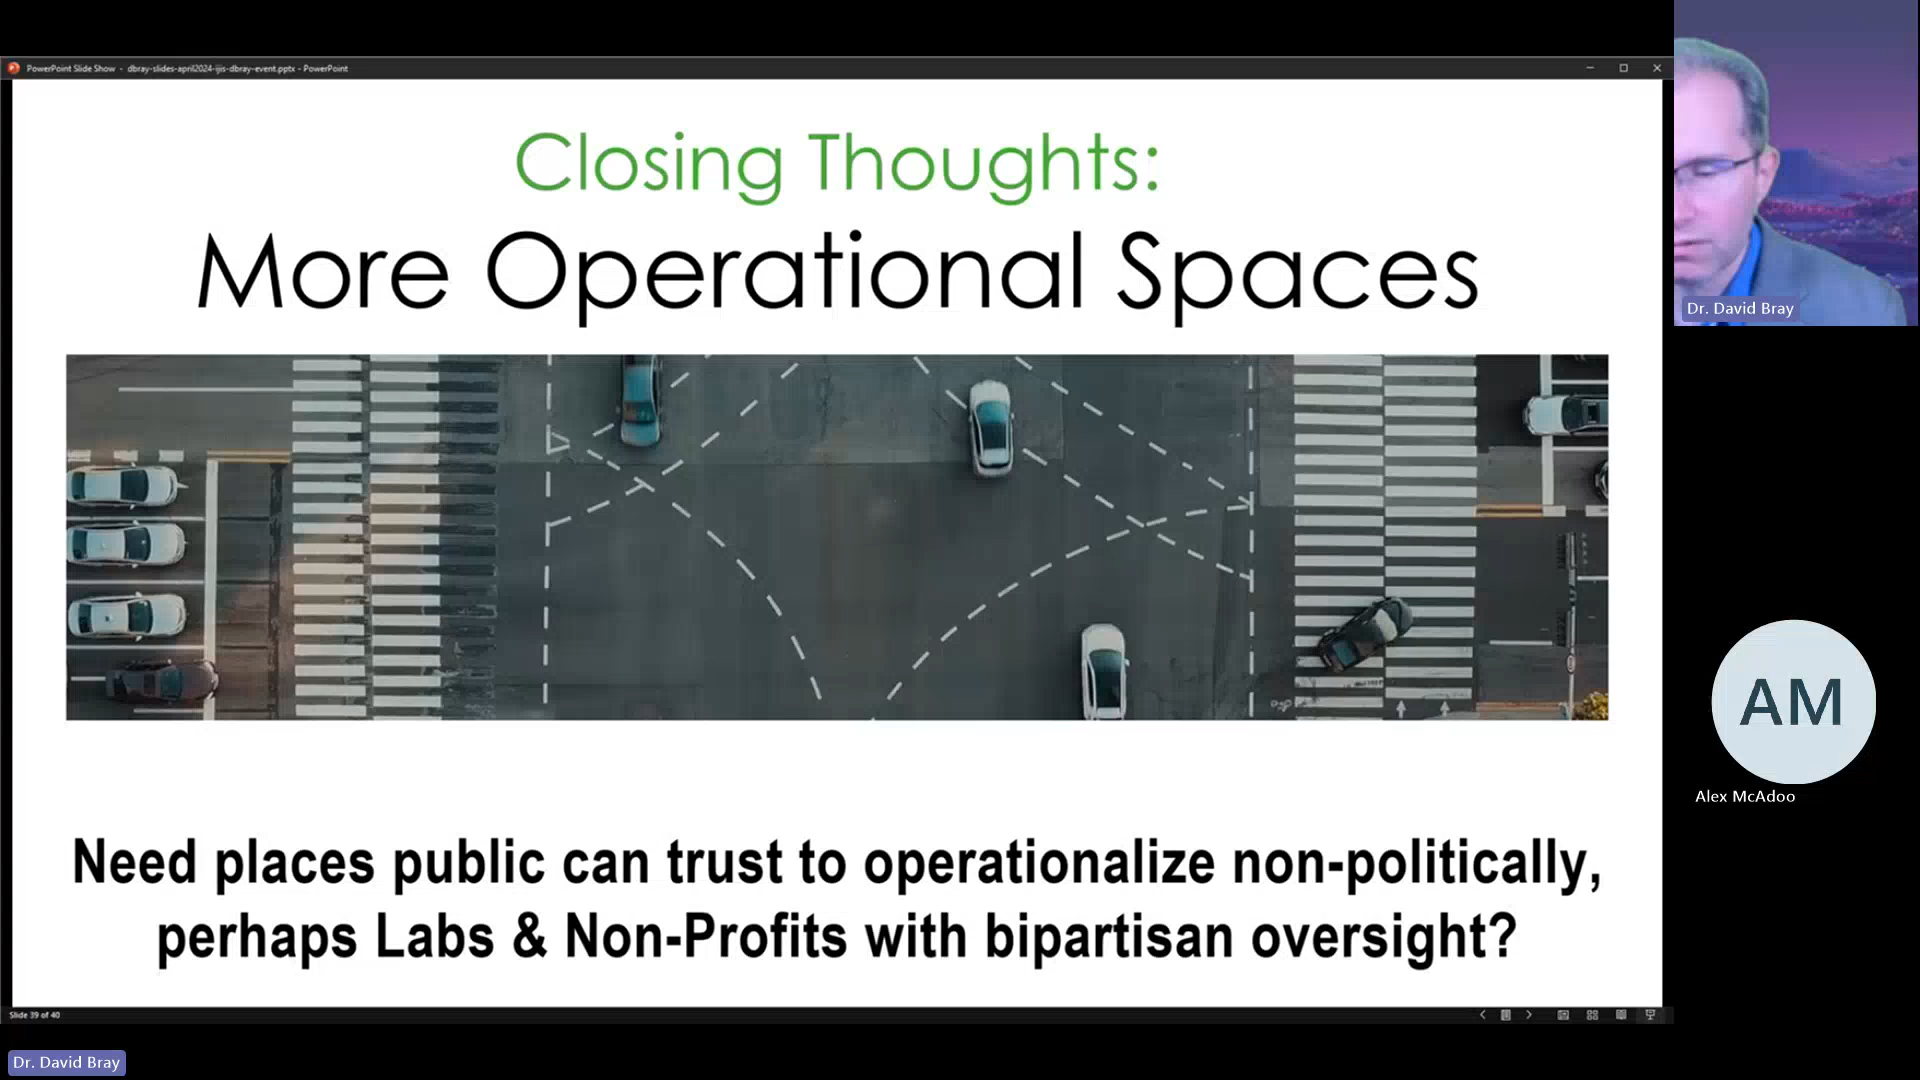 PowerPoint Slide Show - dbray-slides-april2024-ijis-dbray-event.pptx - PowerPoint
Closing Thoughts:
More Operational Spaces
Need places public can trust to operationalize non-politically,
perhaps Labs & Non-Profits with bipartisan oversight?
Slide 39 of 40
Dr. David Bray
AM
Alex McAdoo
Dr. David Bray